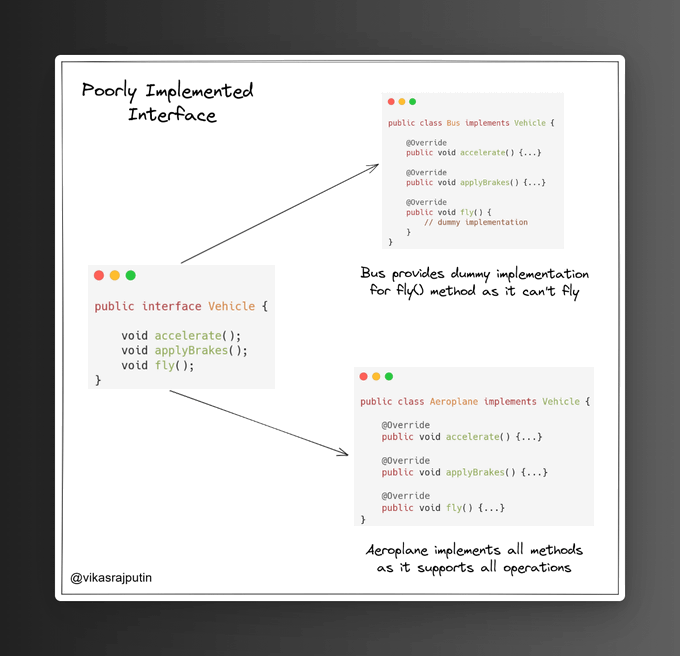 Poorly Implemented
Interface
public interface Vehicle {
void accelerate();
void applyBrakes();
void fly();
}
public class Bus implements Vehicle {
@Override
public void accelerate() {...}
@Override
public void applyBrakes() {...}
@Override
public void fly() {
// dummy implementation
}
}
Bus provides dummy implementation
for fly() method as it can't fly
public class Aeroplane implements Vehicle {
@Override
public void accelerate() {...}
@Override
public void applyBrakes() {...}
@Override
public void fly() {...}
}
Aeroplane implements all methods
as it supports all operations
@vikasrajputin